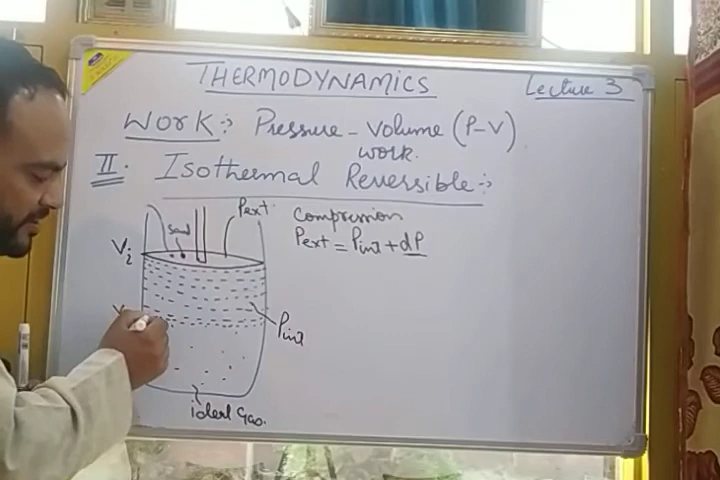 THERMODYNAMICS
Lecture 3
Work:- Pressure - Volume (P-V)
work.
II. Isothermal Reversible:-
Pext.
Sand
Compression
Vi
Pext = Pint + dP
V
Pint
ideal Gas.